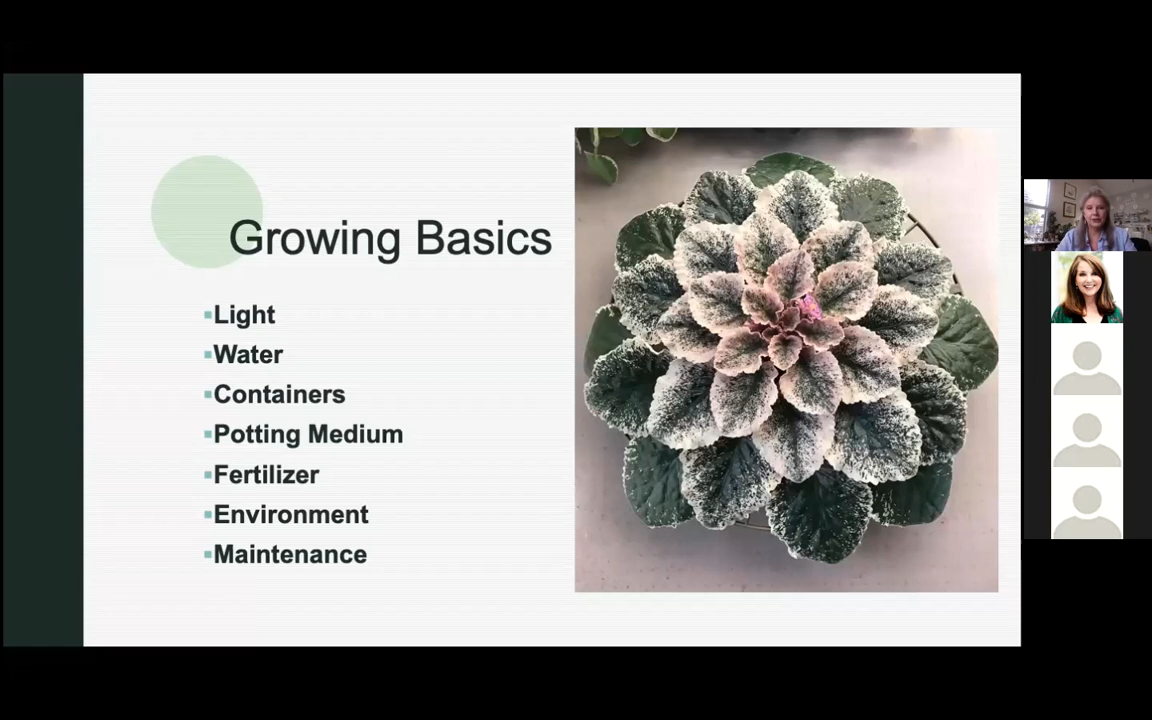 Growing Basics
▪Light
▪Water
▪Containers
▪Potting Medium
▪Fertilizer
▪Environment
▪Maintenance